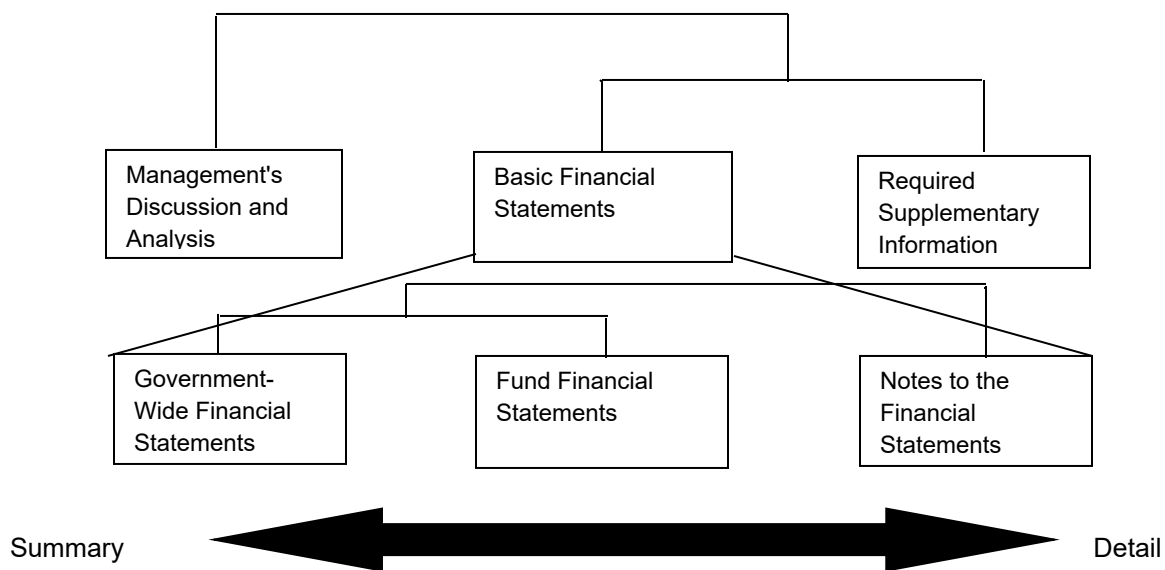 Management's
Discussion and
Analysis
Basic Financial
Statements
Required
Supplementary
Information
Government-
Wide Financial
Statements
Fund Financial
Statements
Notes to the
Financial
Statements
Summary
Detail